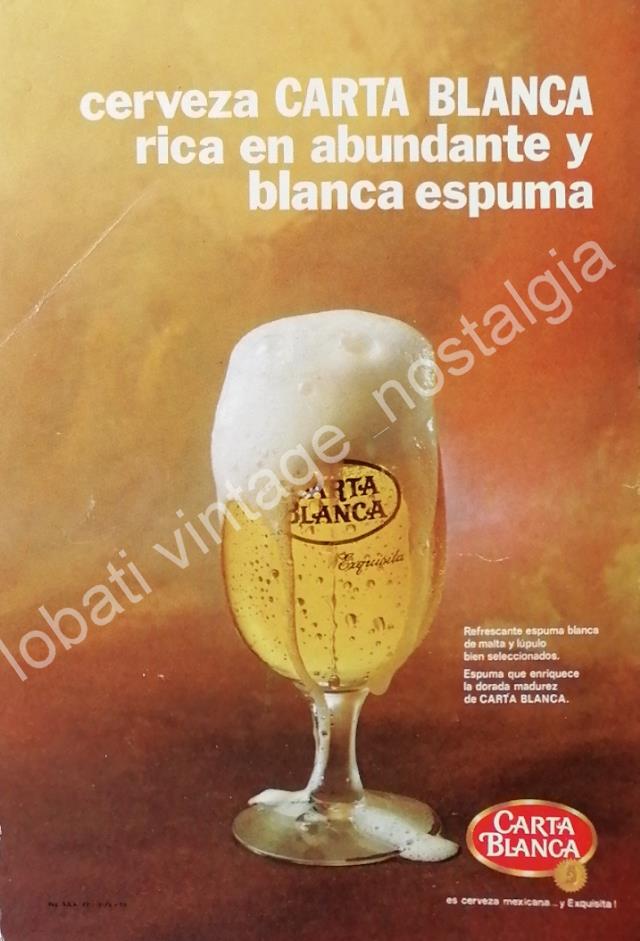 cerveza CARTA BLANCA
rica en abundante y
blanca espuma
lobati vintage_nostalgia
CARTA
BLANCA
Exquisita
Refrescante espuma blanca
de malta y lúpulo
bien seleccionados.
Espuma que enriquece
la dorada madurez
de CARTA BLANCA.
CARTA
BLANCA
es cerveza mexicana...y Exquisita!